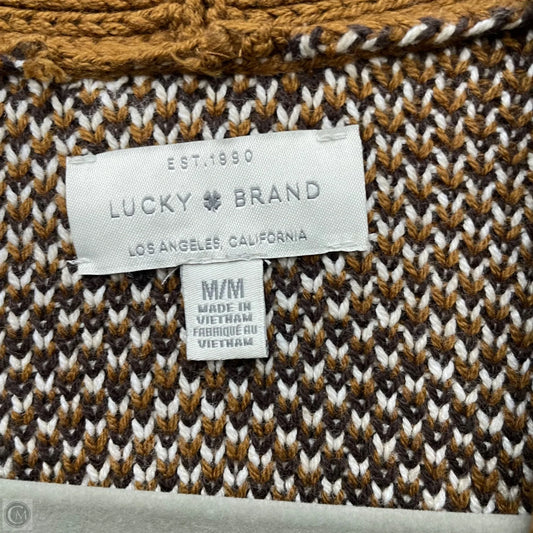 EST. 1990
LUCKY BRAND
LOS ANGELES, CALIFORNIA
M/M
MADE IN
VIETNAM
FABRIQUÉ AU
VIETNAM